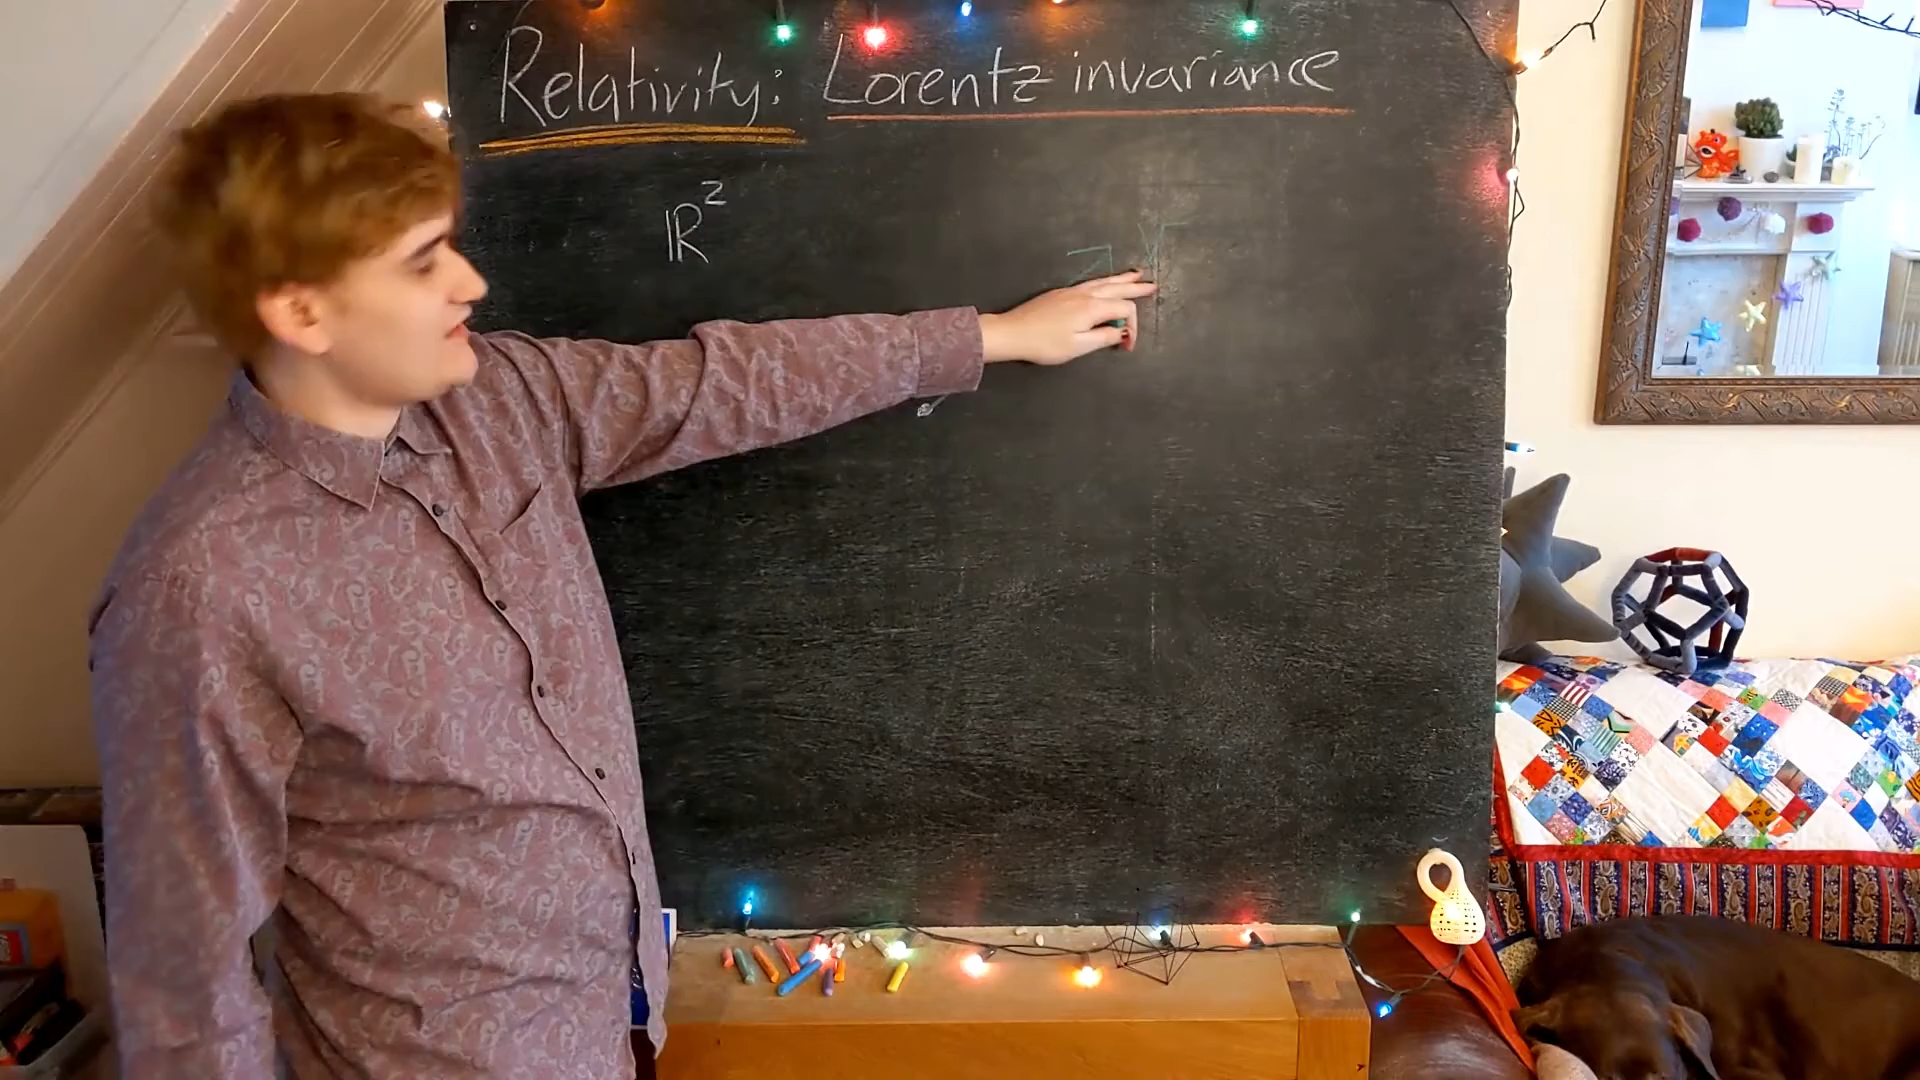 Relativity: Lorentz invariance
ℝ²
V